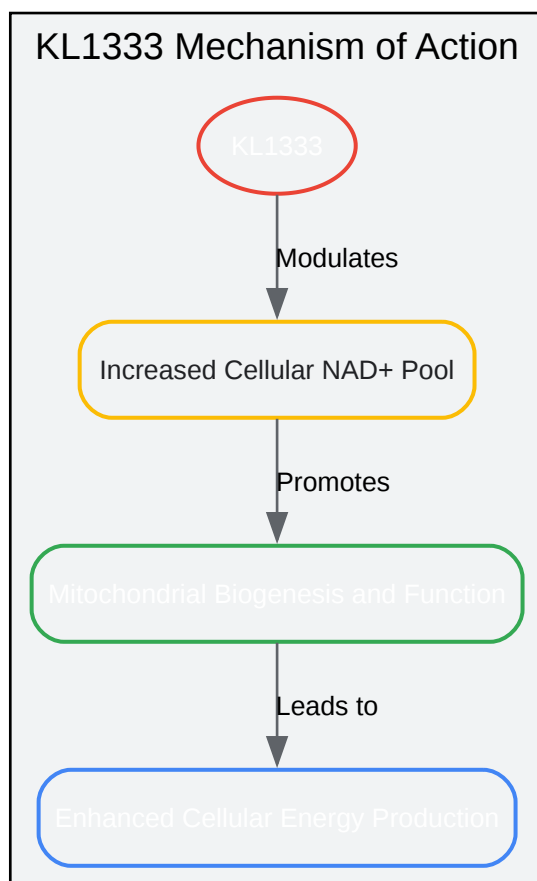 KL1333 Mechanism of Action
KL1333
Modulates
Increased Cellular NAD+ Pool
Promotes
Mitochondrial Biogenesis and Function
Leads to
Enhanced Cellular Energy Production